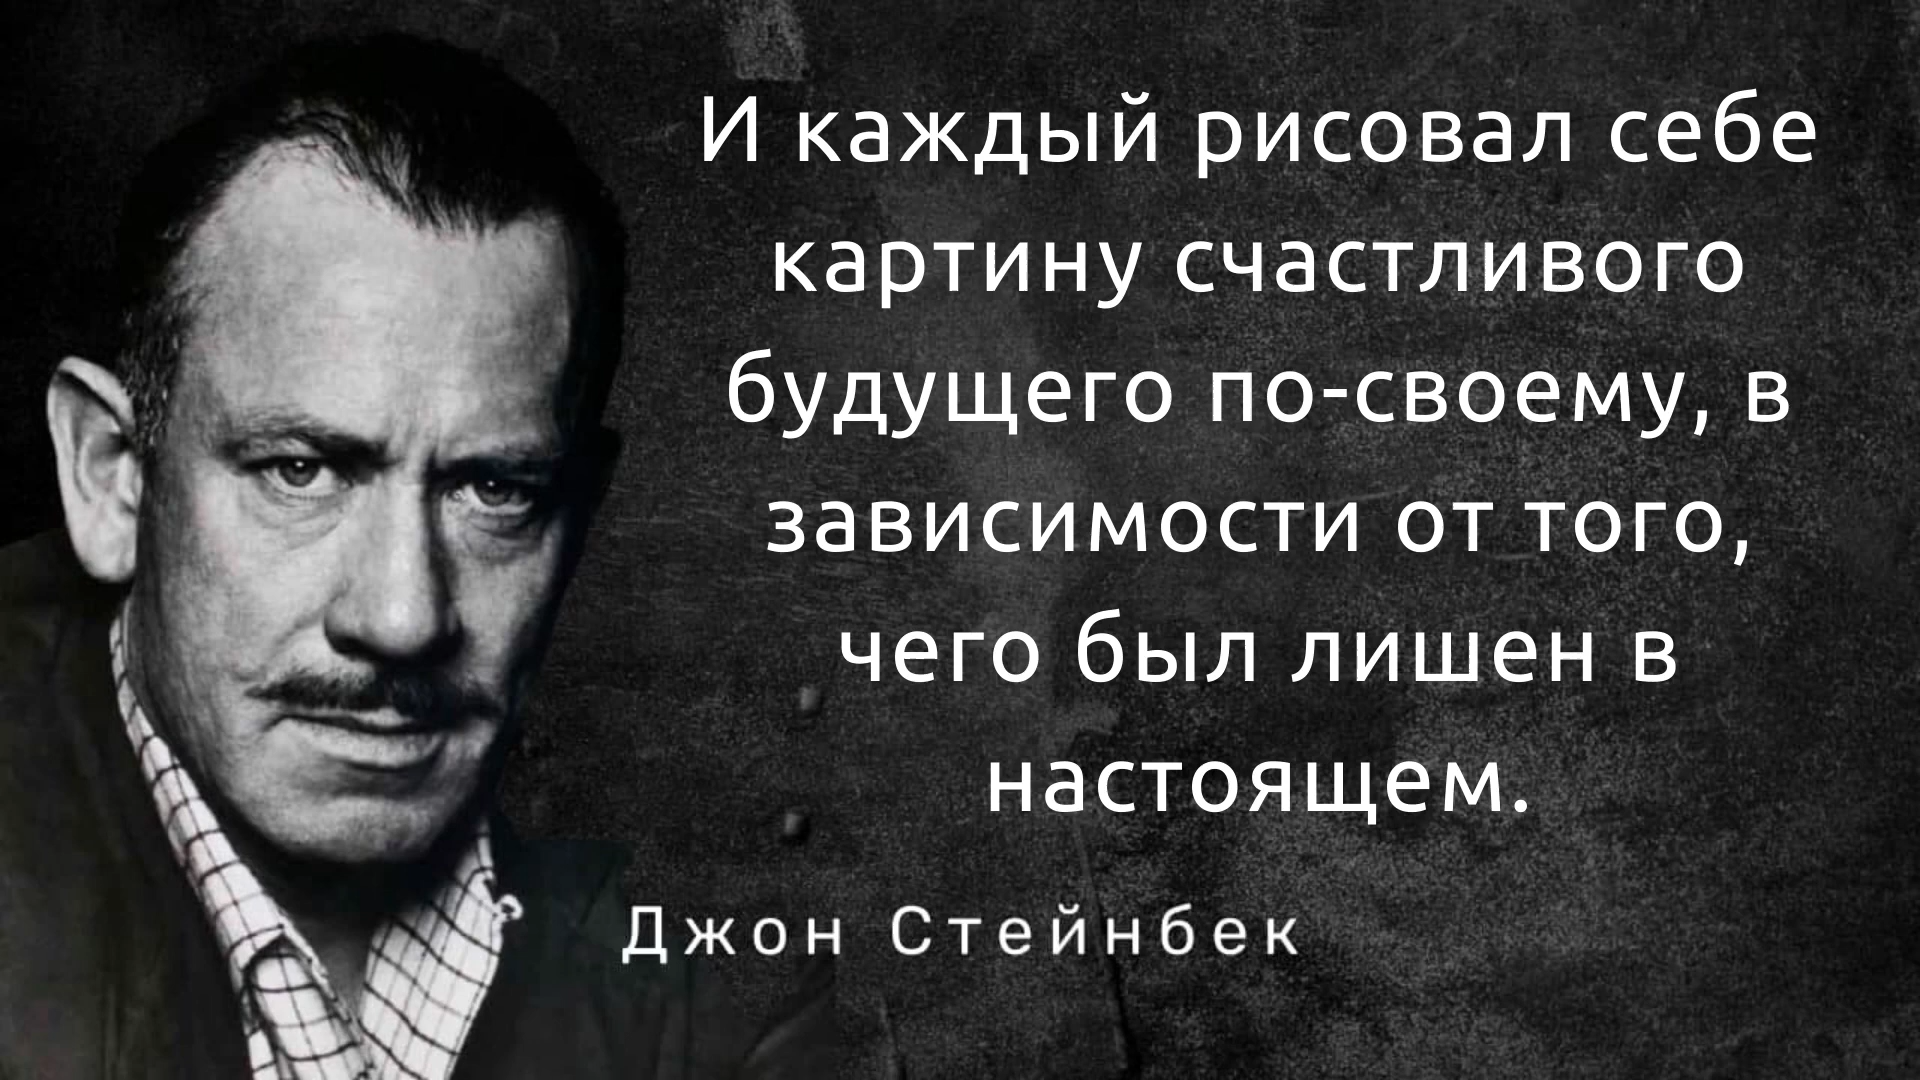 И каждый рисовал себе
картину счастливого
будущего по-своему, в
зависимости от того,
чего был лишен в
настоящем.
Джон Стейнбек